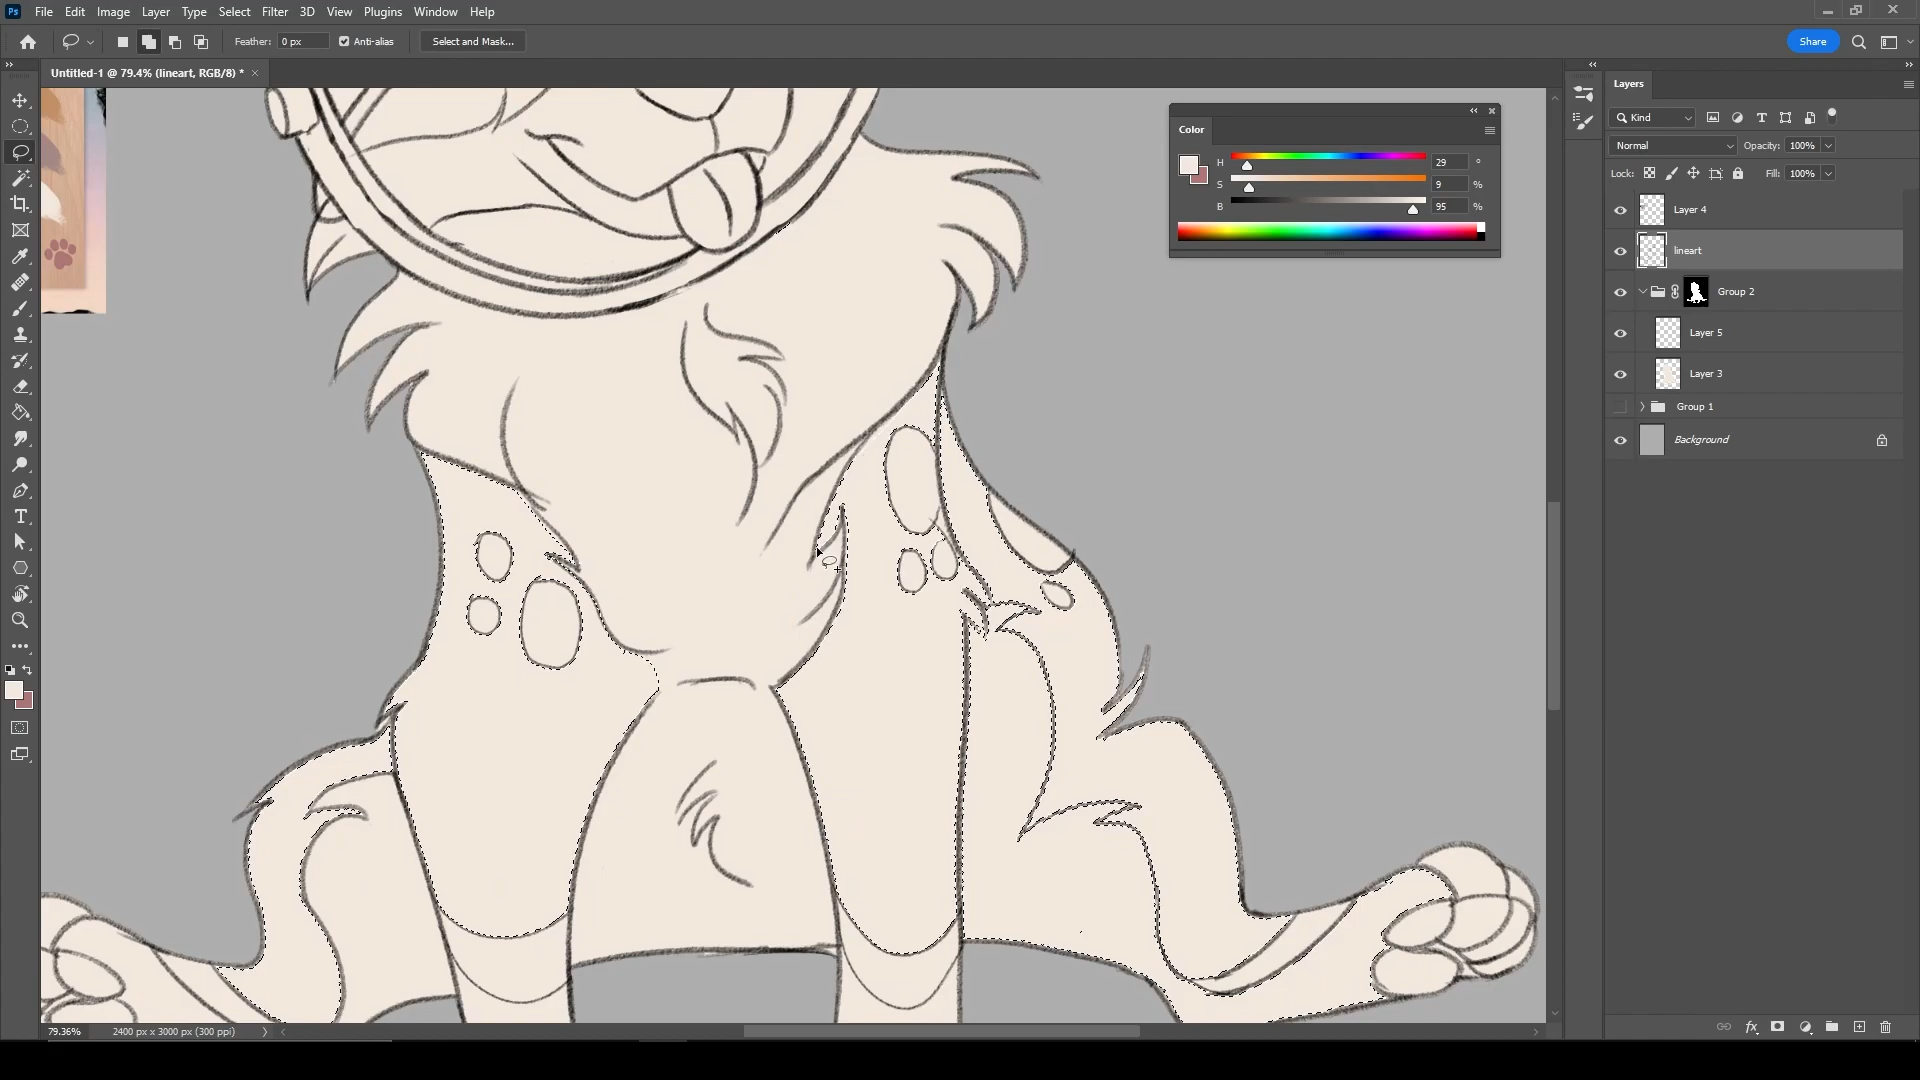 Ps File Edit Image Layer Type Select Filter 3D View Plugins Window Help
Feather: 0 px Anti-alias Select and Mask... Share
Untitled-1 @ 79.4% (lineart, RGB/8) *
Layers
Color
Kind
H 29 °
Normal Opacity: 100%
S 9 %
Lock: Fill: 100%
B 95 %
Layer 4
lineart
Group 2
Layer 5
Layer 3
Group 1
Background
79.36% 2400 px x 3000 px (300 ppi)